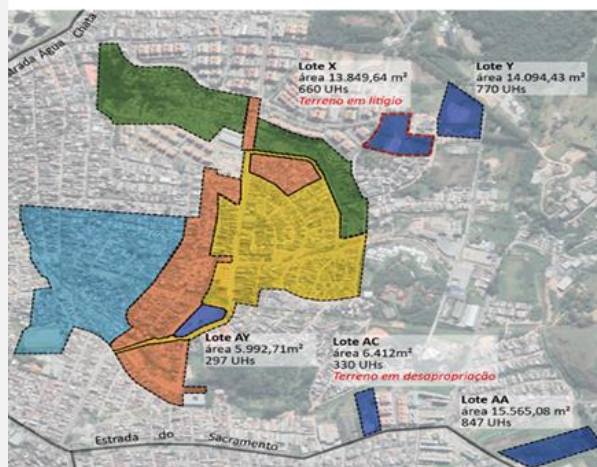 trada Água Chata
Lote X
área 13.849,64 m²
660 UHs
Terreno em litígio
Lote Y
área 14.094,43 m²
770 UHs
Lote AY
área 5.992,71m²
297 UHs
Lote AC
área 6.412m²
330 UHs
Terreno em desapropriação
Lote AA
área 15.565,08 m²
847 UHs
Estrada do Sacramento